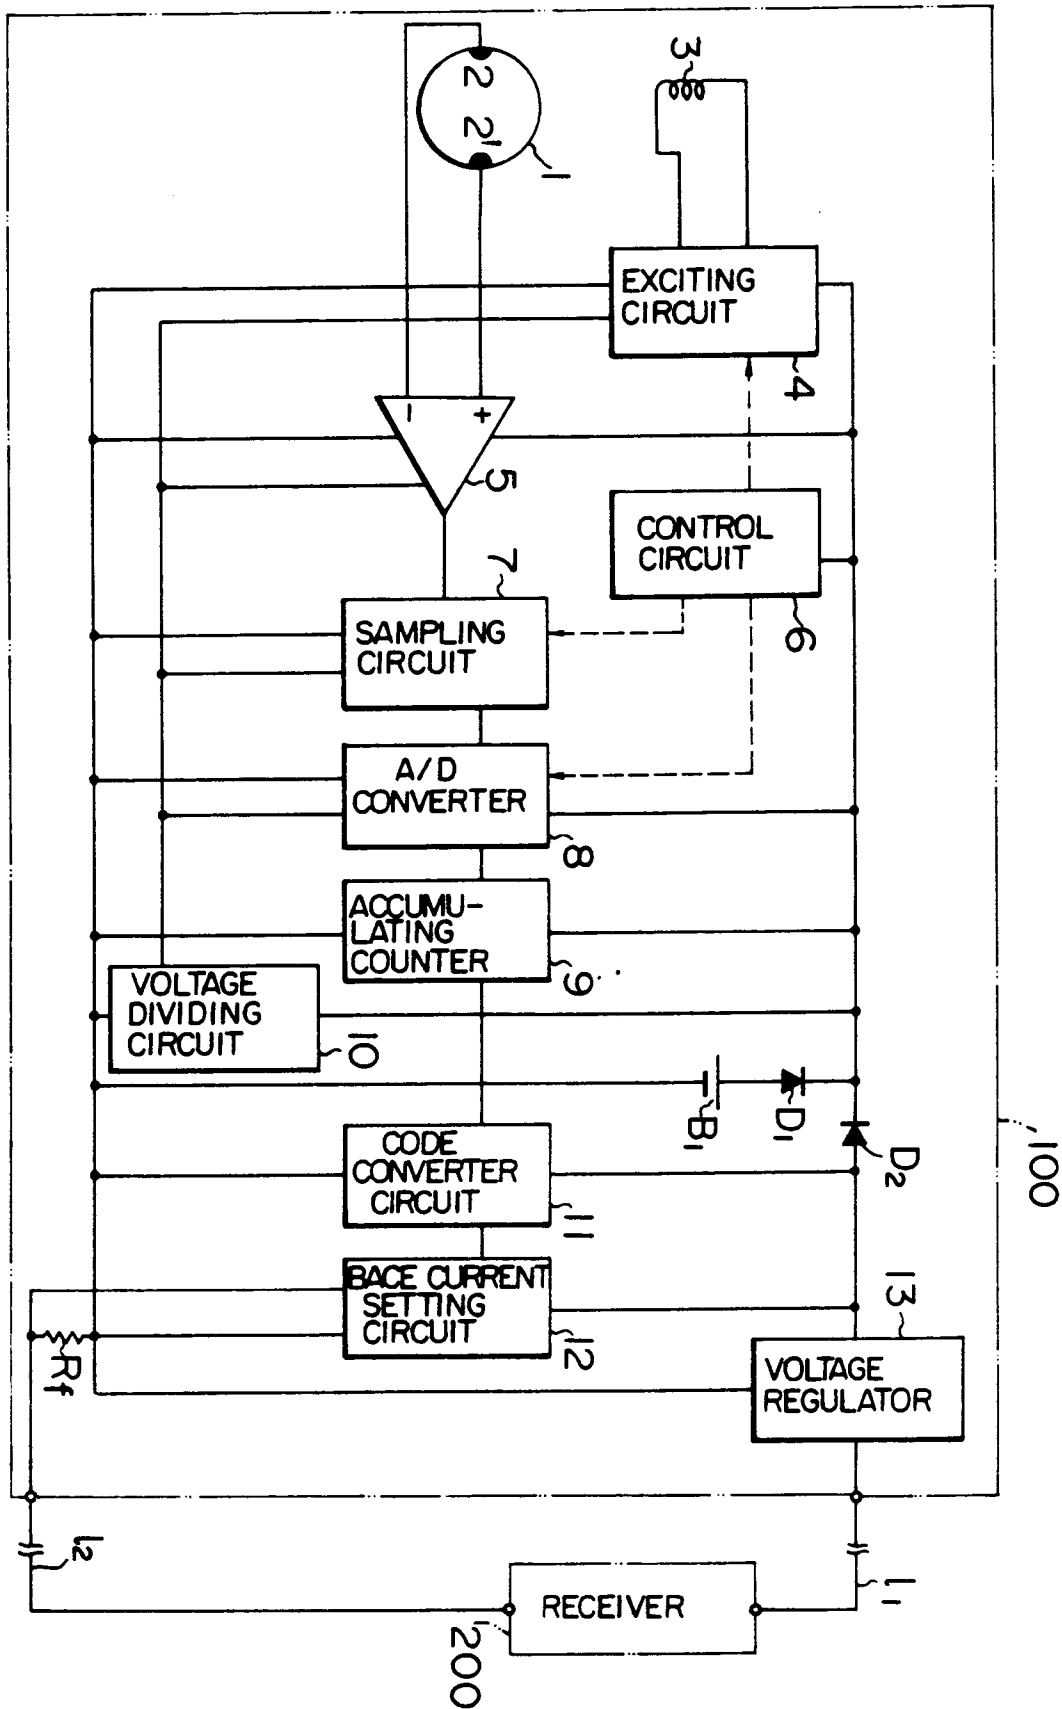 3
2
2'
1
EXCITING
CIRCUIT
4
+
-
5
CONTROL
CIRCUIT
6
7
SAMPLING
CIRCUIT
A/D
CONVERTER
8
ACCUMU-
LATING
COUNTER
9
VOLTAGE
DIVIDING
CIRCUIT
10
B1
D1
D2
100
CODE
CONVERTER
CIRCUIT
11
BACE CURRENT
SETTING
CIRCUIT
12
13
VOLTAGE
REGULATOR
Rf
l2
l1
RECEIVER
200